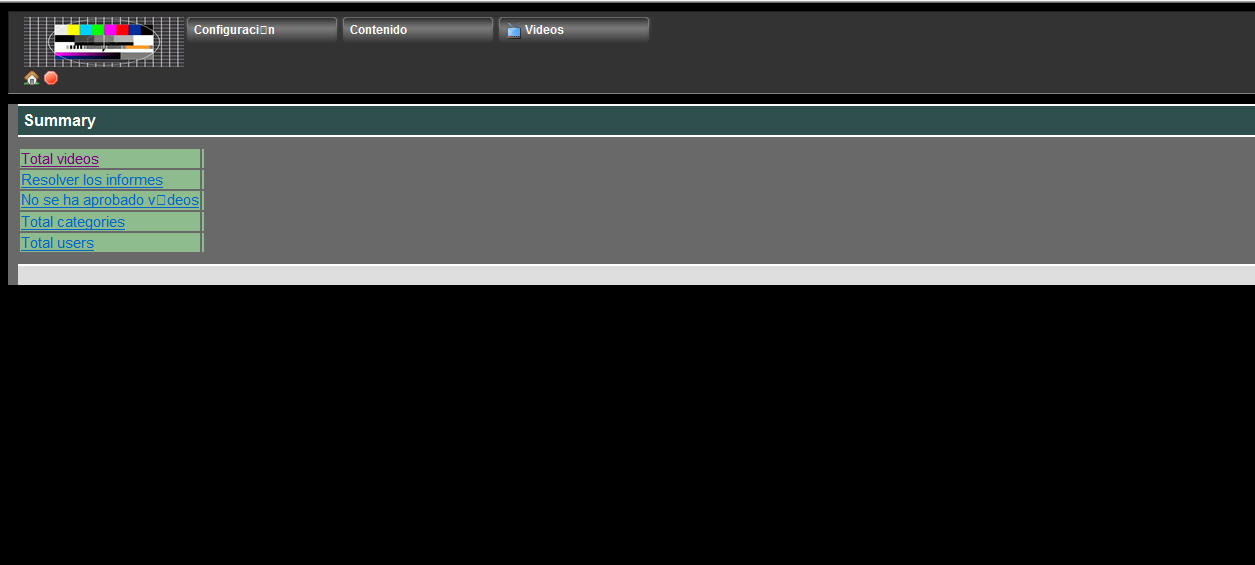 Configuraci□n
Contenido
Videos
Summary
Total videos
Resolver los informes
No se ha aprobado v□deos
Total categories
Total users